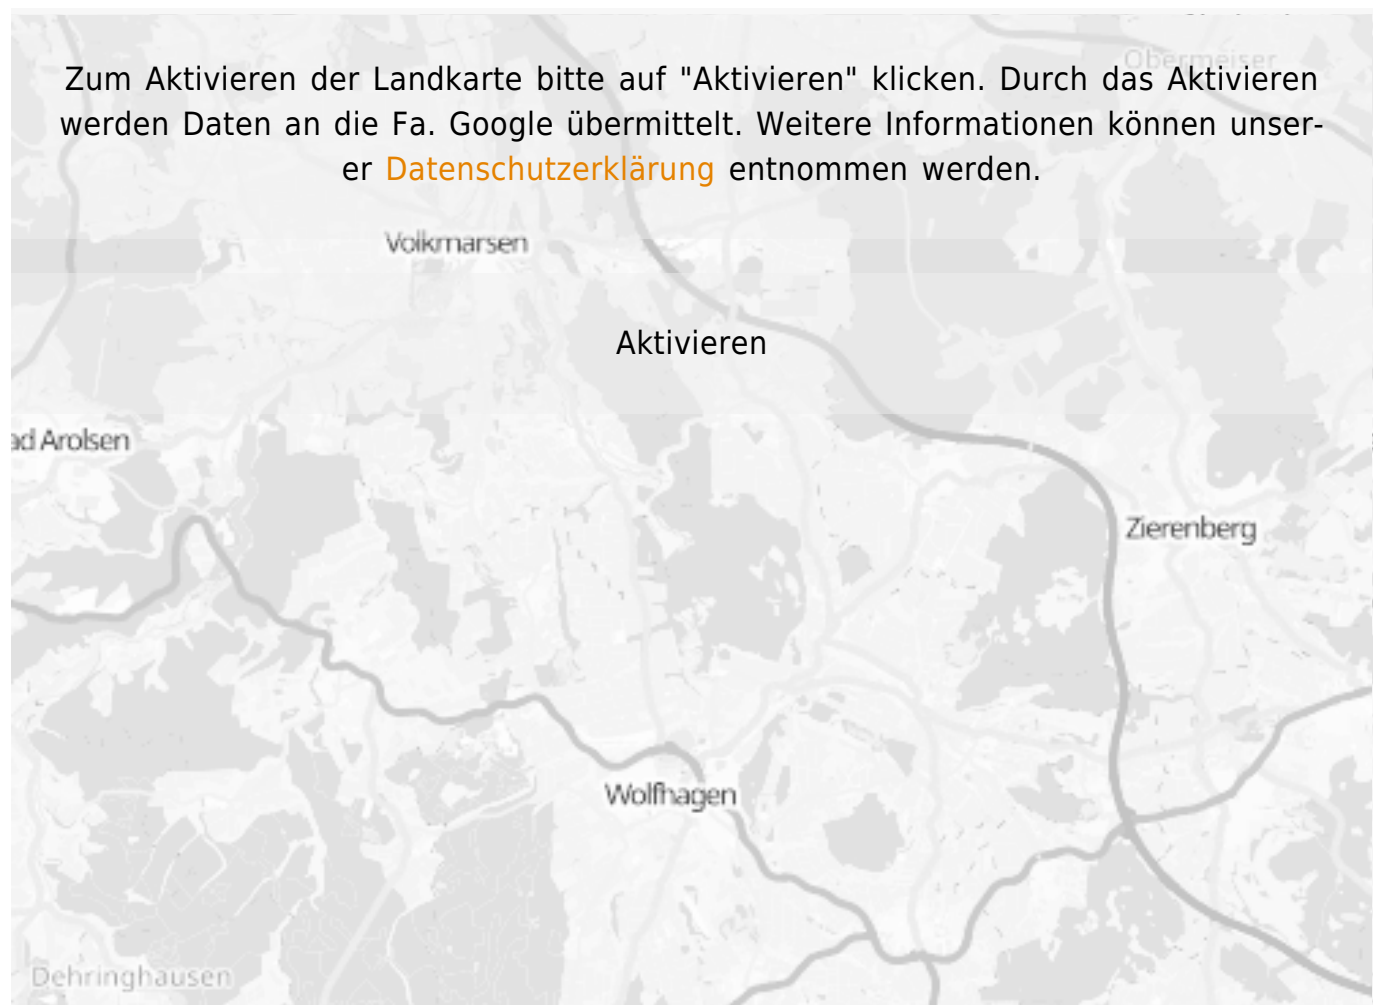 Obermeiser
Zum Aktivieren der Landkarte bitte auf "Aktivieren" klicken. Durch das Aktivieren
werden Daten an die Fa. Google übermittelt. Weitere Informationen können unser-
er Datenschutzerklärung entnommen werden.
Volkmarsen
Aktivieren
ad Arolsen
Zierenberg
Wolfhagen
Dehringhausen